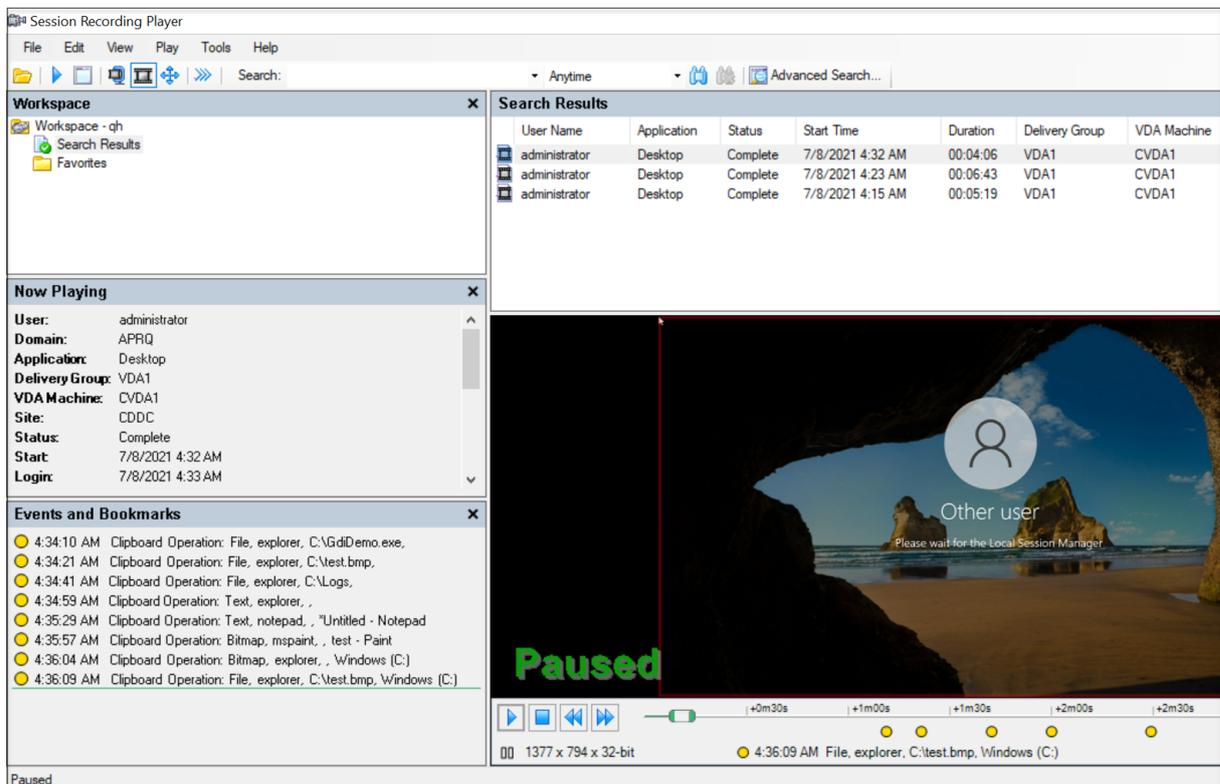 Session Recording Player
File Edit View Play Tools Help
Search: Anytime Advanced Search...
Workspace
Workspace - qh
Search Results
Favorites
Search Results
User Name Application Status Start Time Duration Delivery Group VDA Machine
administrator Desktop Complete 7/8/2021 4:32 AM 00:04:06 VDA1 CVDA1
administrator Desktop Complete 7/8/2021 4:23 AM 00:06:43 VDA1 CVDA1
administrator Desktop Complete 7/8/2021 4:15 AM 00:05:19 VDA1 CVDA1
Now Playing
User: administrator
Domain: APRQ
Application: Desktop
Delivery Group: VDA1
VDA Machine: CVDA1
Site: CDDC
Status: Complete
Start: 7/8/2021 4:32 AM
Login: 7/8/2021 4:33 AM
Events and Bookmarks
4:34:10 AM Clipboard Operation: File, explorer, C:\GdiDemo.exe,
4:34:21 AM Clipboard Operation: File, explorer, C:\test.bmp,
4:34:41 AM Clipboard Operation: File, explorer, C:\Logs,
4:34:59 AM Clipboard Operation: Text, explorer, ,
4:35:29 AM Clipboard Operation: Text, notepad, , *Untitled - Notepad
4:35:57 AM Clipboard Operation: Bitmap, mspaint, , test - Paint
4:36:04 AM Clipboard Operation: Bitmap, explorer, , Windows (C:)
4:36:09 AM Clipboard Operation: File, explorer, C:\test.bmp, Windows (C:)
Other user
Please wait for the Local Session Manager
Paused
+0m30s +1m00s +1m30s +2m00s +2m30s
1377 x 794 x 32-bit
4:36:09 AM File, explorer, C:\test.bmp, Windows (C:)
Paused